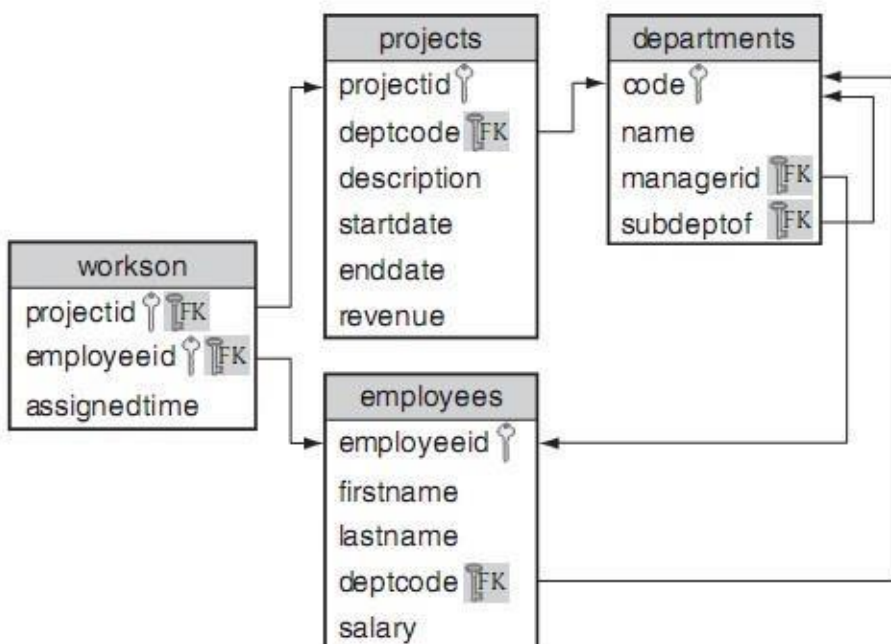 projects
projectid
deptcode FK
description
startdate
enddate
revenue
departments
code
name
managerid FK
subdeptof FK
workson
projectid FK
employeeid FK
assignedtime
employees
employeeid
firstname
lastname
deptcode FK
salary